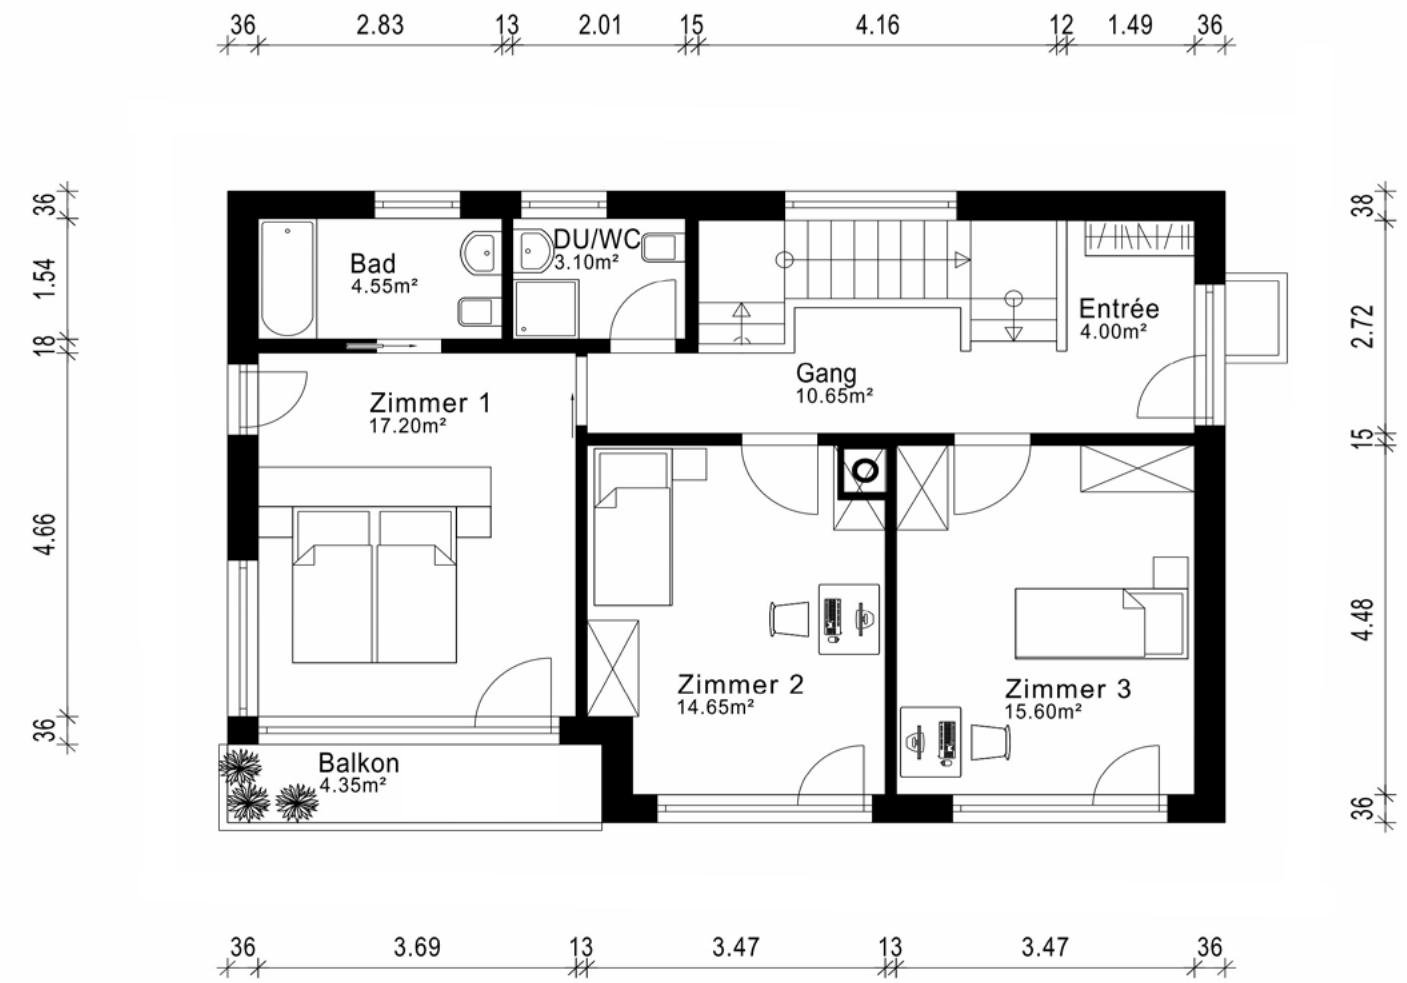 36 2.83 13 2.01 15 4.16 12 1.49 36
36
1.54
18
4.66
36
Bad
4.55m²
DU/WC
3.10m²
Entrée
4.00m²
Gang
10.65m²
Zimmer 1
17.20m²
Zimmer 2
14.65m²
Zimmer 3
15.60m²
Balkon
4.35m²
38
2.72
15
4.48
36
36 3.69 13 3.47 13 3.47 36